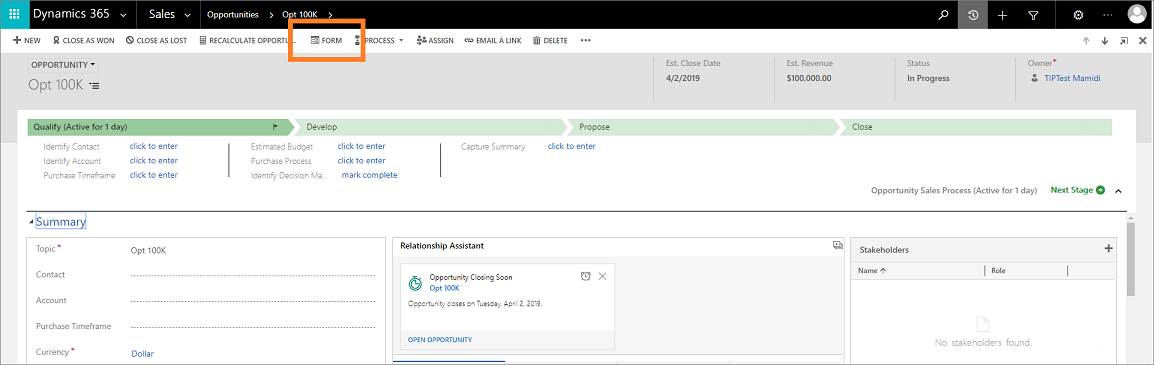 Dynamics 365 Sales Opportunities Opt 100K
NEW CLOSE AS WON CLOSE AS LOST RECALCULATE OPPORTU... FORM PROCESS ASSIGN EMAIL A LINK DELETE
OPPORTUNITY
Opt 100K
Est. Close Date
4/2/2019
Est. Revenue
$100,000.00
Status
In Progress
Owner*
TIPTest Mamidi
Qualify (Active for 1 day) Develop Propose Close
Identify Contact click to enter
Identify Account click to enter
Purchase Timeframe click to enter
Estimated Budget click to enter
Purchase Process click to enter
Identify Decision Ma... mark complete
Capture Summary click to enter
Opportunity Sales Process (Active for 1 day) Next Stage
Summary
Topic* Opt 100K
Contact
Account
Purchase Timeframe
Currency* Dollar
Relationship Assistant
Opportunity Closing Soon
Opt 100K
Opportunity closes on Tuesday, April 2, 2019.
OPEN OPPORTUNITY
Stakeholders
Name Role
No stakeholders found.